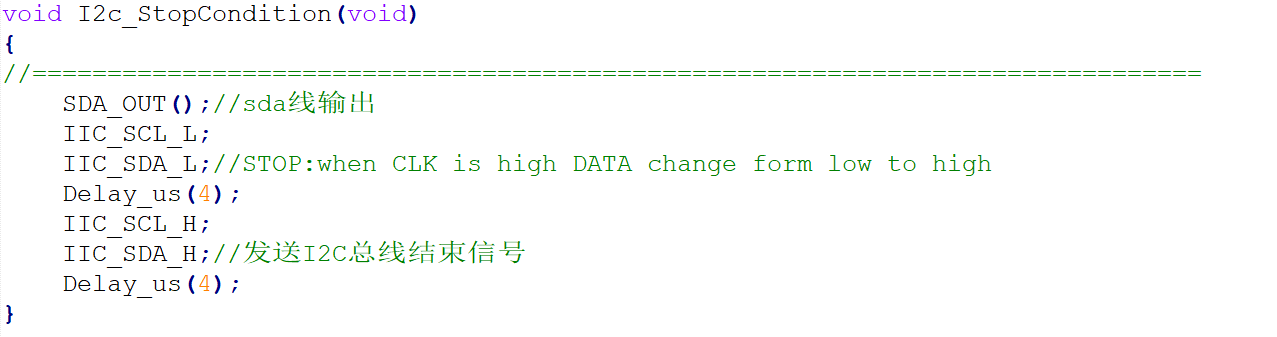 void I2c_StopCondition(void)
{
//==============================================================================
    SDA_OUT();//sda线输出
    IIC_SCL_L;
    IIC_SDA_L;//STOP:when CLK is high DATA change form low to high
    Delay_us(4);
    IIC_SCL_H;
    IIC_SDA_H;//发送I2C总线结束信号
    Delay_us(4);
}